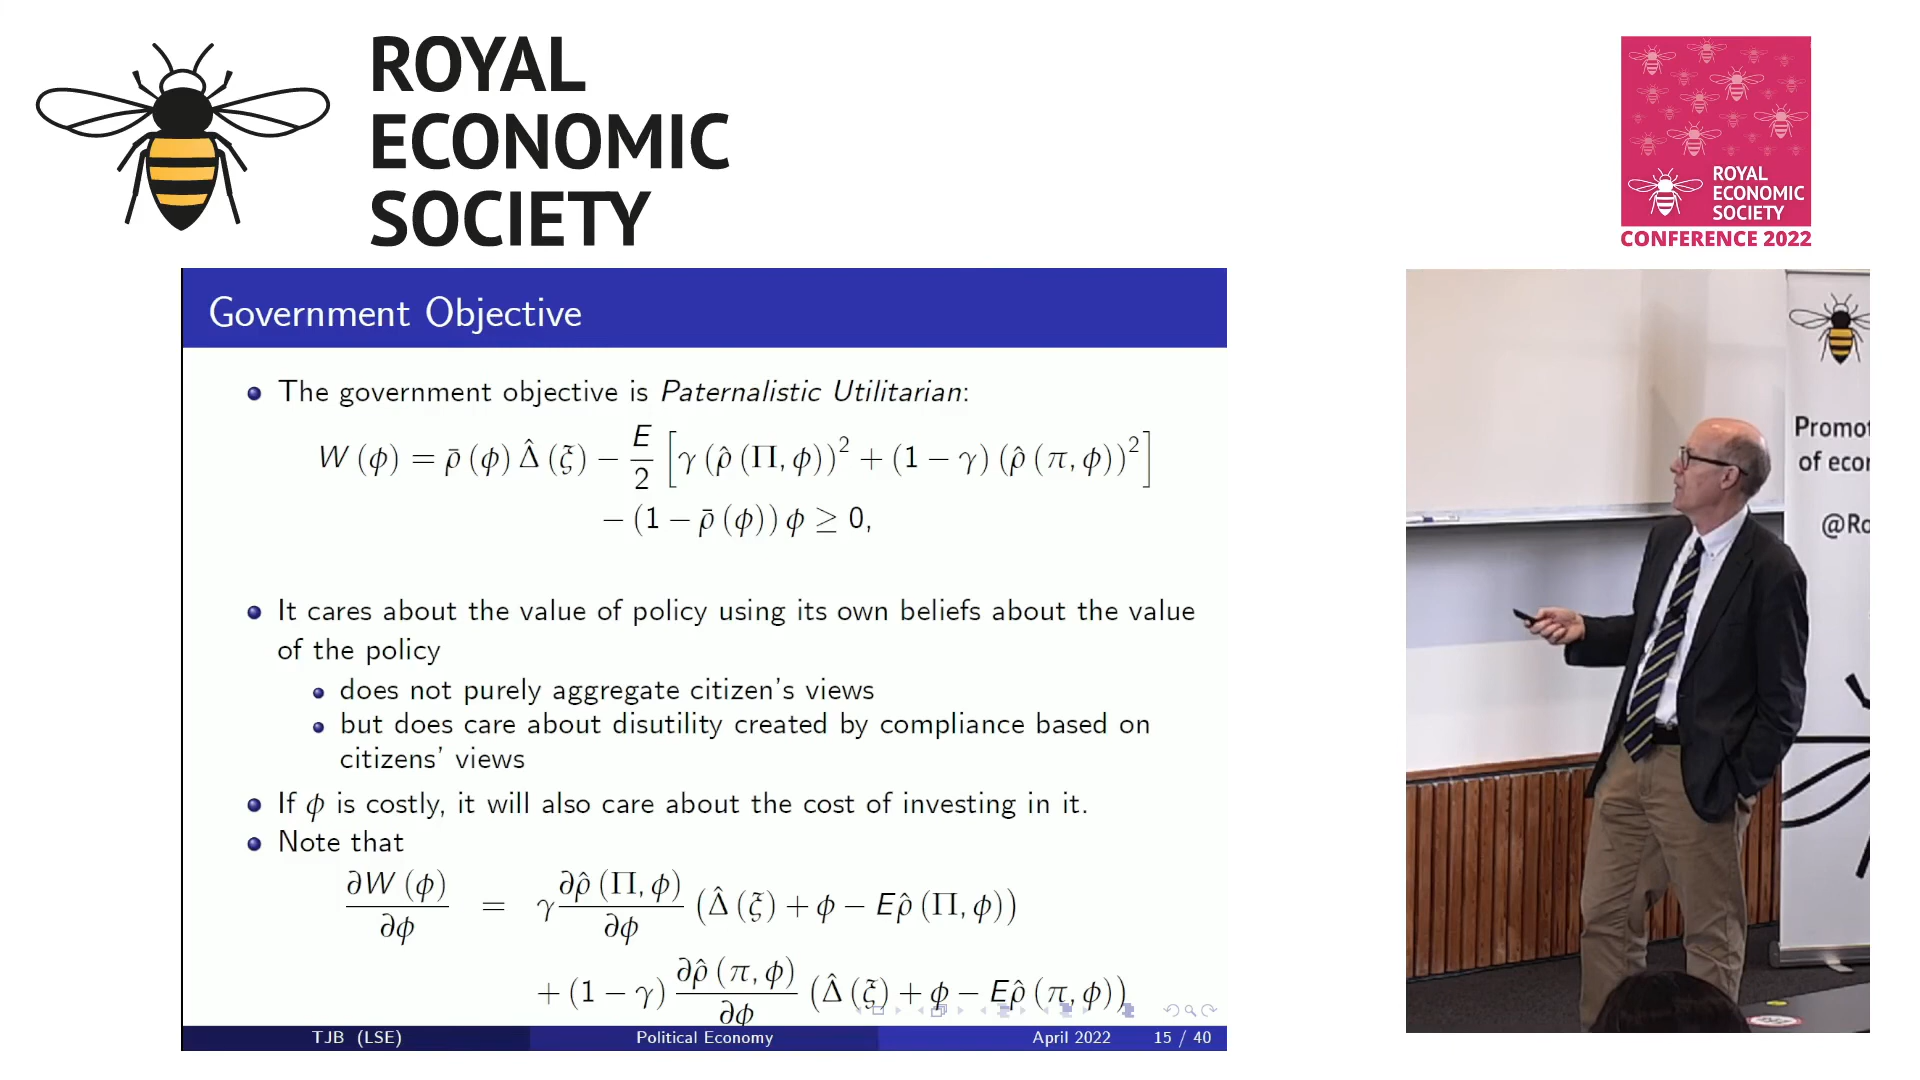 ROYAL
ECONOMIC
SOCIETY
ROYAL
ECONOMIC
SOCIETY
CONFERENCE 2022
Government Objective
The government objective is Paternalistic Utilitarian:
W (ϕ) = ρ̄ (ϕ) Δ̂ (ξ) − E/2 [γ (ρ̂ (Π, ϕ))² + (1 − γ) (ρ̂ (π, ϕ))²]
− (1 − ρ̄ (ϕ)) ϕ ≥ 0,
It cares about the value of policy using its own beliefs about the value
of the policy
does not purely aggregate citizen's views
but does care about disutility created by compliance based on
citizens' views
If ϕ is costly, it will also care about the cost of investing in it.
Note that
∂W (ϕ)/∂ϕ = γ ∂ρ̂ (Π, ϕ)/∂ϕ (Δ̂ (ξ) + ϕ − Eρ̂ (Π, ϕ))
+ (1 − γ) ∂ρ̂ (π, ϕ)/∂ϕ (Δ̂ (ξ) + ϕ − Eρ̂ (π, ϕ))
TJB (LSE) Political Economy April 2022 15 / 40
Promot
of econ
@Ro